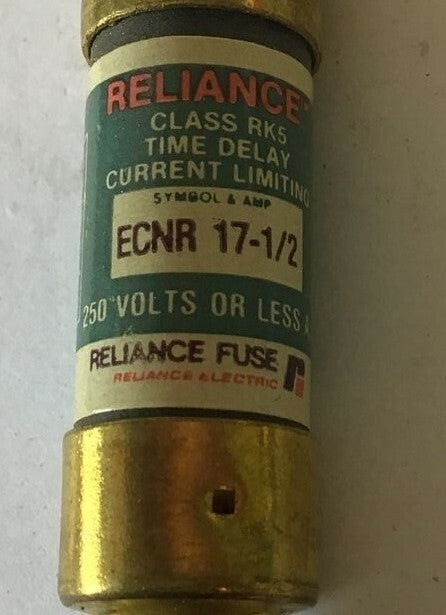 RELIANCE
CLASS RK5
TIME DELAY
CURRENT LIMITING
SYMBOL & AMP
ECNR 17-1/2
250 VOLTS OR LESS A
RELIANCE FUSE
RELIANCE ELECTRIC